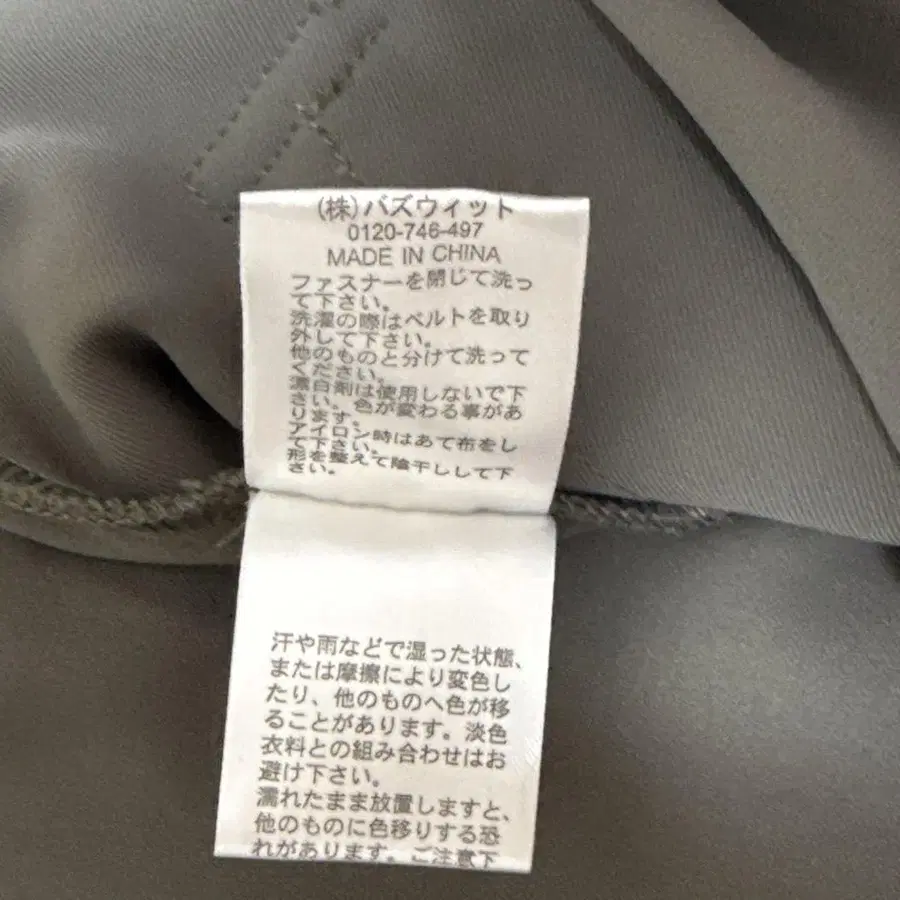 (株)バズウィット
0120-746-497
MADE IN CHINA
ファスナーを閉じて洗っ
て下さい。
洗濯の際はベルトを取り
外して下さい。
他のものと分けて洗って
ください。
漂白剤は使用しないで下
さい。色が変わる事があ
ります。
アイロン時はあて布をし
て下さい。
形を整えて陰干しして下
さい。
汗や雨などで湿った状態、
または摩擦により変色し
たり、他のものへ色が移
ることがあります。淡色
衣料との組み合わせはお
避け下さい。
濡れたまま放置しますと、
他のものに色移りする恐
れがあります。ご注意下